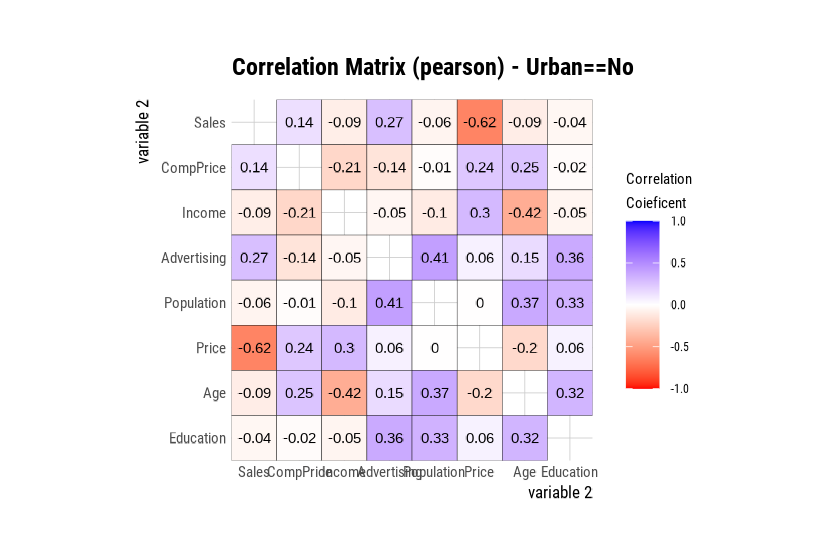 Correlation Matrix (pearson) - Urban==No
variable 2
Sales 0.14 -0.09 0.27 -0.06 -0.62 -0.09 -0.04
CompPrice 0.14 -0.21 -0.14 -0.01 0.24 0.25 -0.02
Income -0.09 -0.21 -0.05 -0.1 0.3 -0.42 -0.05
Advertising 0.27 -0.14 -0.05 0.41 0.06 0.15 0.36
Population -0.06 -0.01 -0.1 0.41 0 0.37 0.33
Price -0.62 0.24 0.3 0.06 0 -0.2 0.06
Age -0.09 0.25 -0.42 0.15 0.37 -0.2 0.32
Education -0.04 -0.02 -0.05 0.36 0.33 0.06 0.32
Sales CompPrice Income Advertising Population Price Age Education
variable 2
Correlation
Coieficent
1.0
0.5
0.0
-0.5
-1.0